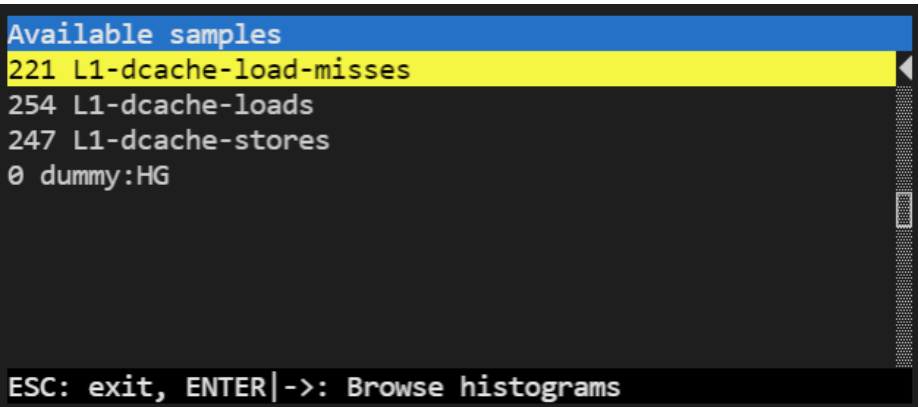 Available samples
221 L1-dcache-load-misses
254 L1-dcache-loads
247 L1-dcache-stores
0 dummy:HG
ESC: exit, ENTER|->: Browse histograms